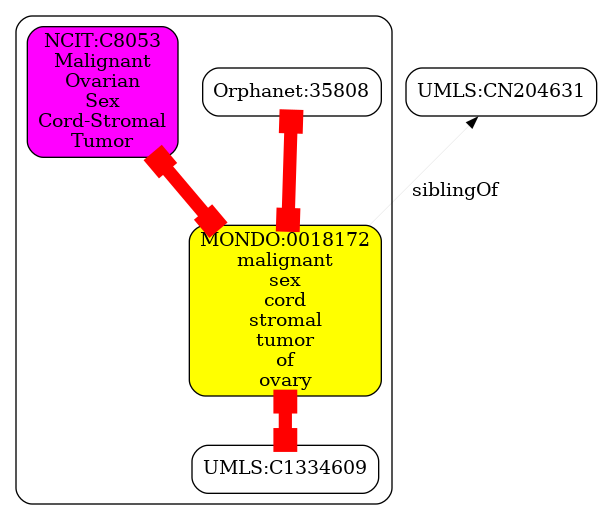 NCIT:C8053
Malignant
Ovarian
Sex
Cord-Stromal
Tumor
Orphanet:35808
UMLS:CN204631
siblingOf
MONDO:0018172
malignant
sex
cord
stromal
tumor
of
ovary
UMLS:C1334609